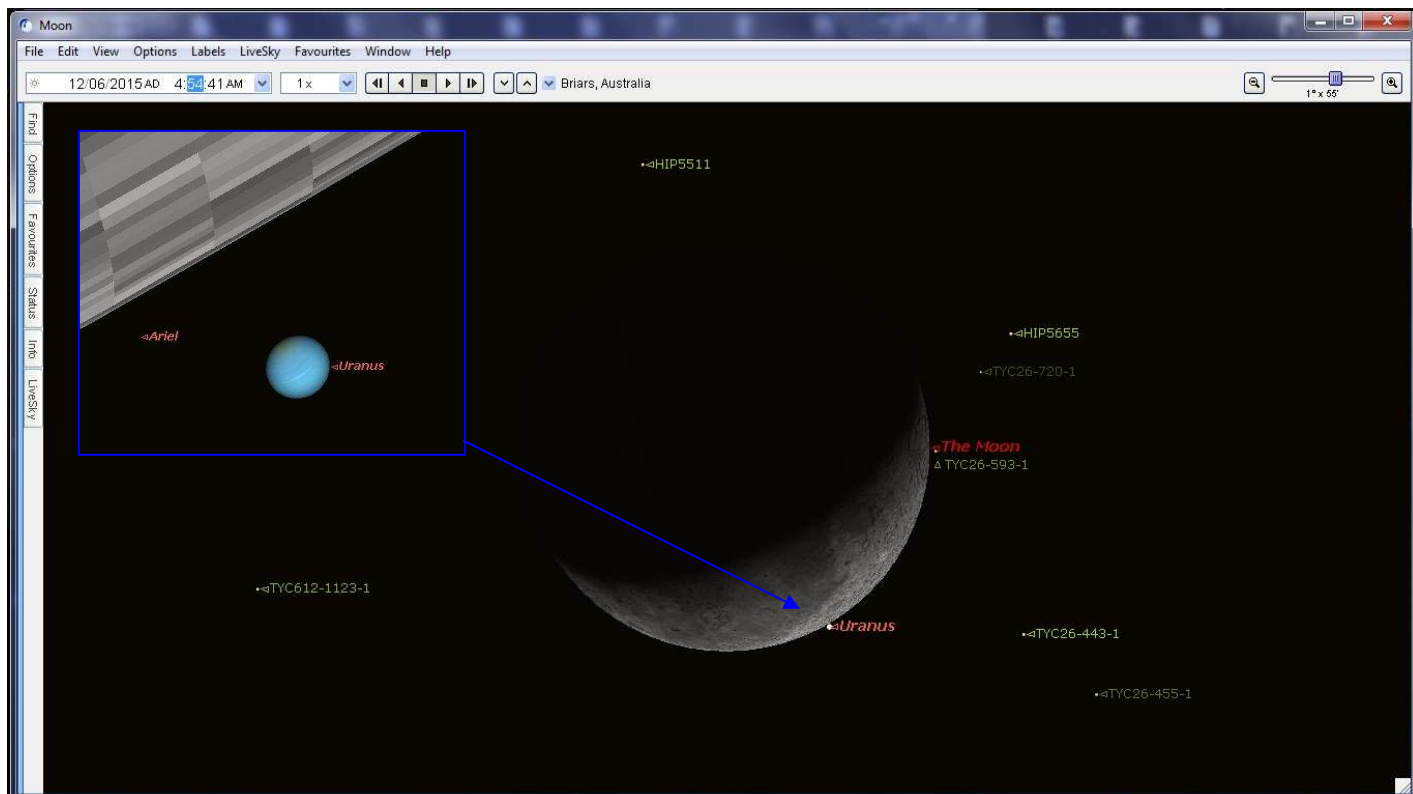 Moon
File Edit View Options Labels LiveSky Favourites Window Help
12/06/2015 AD 4:54:41 AM 1 x Briars, Australia
1° x 55'
Find
Options
Favourites
Status
Info
LiveSky
HIP5511
Ariel
Uranus
HIP5655
TYC26-720-1
The Moon
TYC26-593-1
TYC612-1123-1
Uranus
TYC26-443-1
TYC26-455-1